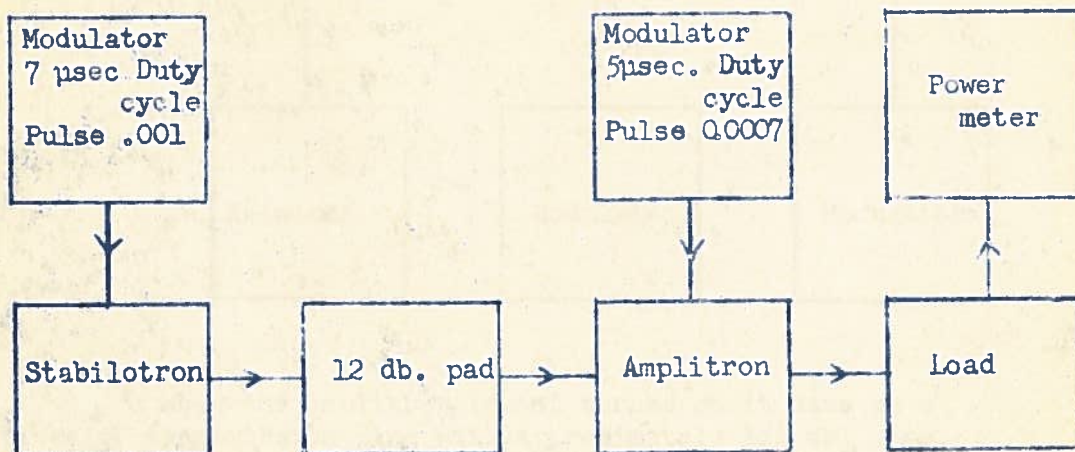 Modulator
7 µsec. Duty
cycle
Pulse .001
Modulator
5µsec. Duty
cycle
Pulse 0.0007
Power
meter
Stabilotron
12 db. pad
Amplitron
Load